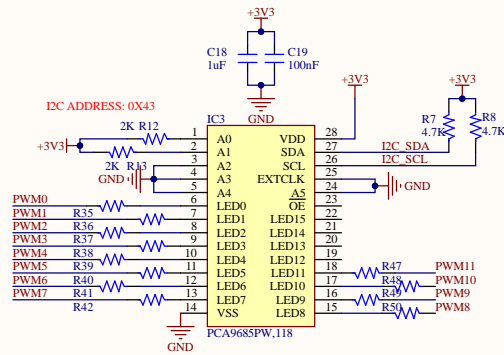 +3V3
C18 C19
1uF 100nF
GND
+3V3
+3V3
I2C ADDRESS: 0X43
IC3
R7 R8
4.7K 4.7K
2K R12 1 A0 VDD 28
+3V3 2 A1 SDA 27 I2C_SDA
2K R13 3 A2 SCL 26 I2C_SCL
GND 4 A3 EXTCLK 25
5 A4 A5 24 GND
PWM0 6 LED0 OE 23
PWM1 R35 7 LED1 LED15 22
PWM2 R36 8 LED2 LED14 21
PWM3 R37 9 LED3 LED13 20
PWM4 R38 10 LED4 LED12 19
PWM5 R39 11 LED5 LED11 18 R47 PWM11
PWM6 R40 12 LED6 LED10 17 R48 PWM10
PWM7 R41 13 LED7 LED9 16 R49 PWM9
R42 14 VSS LED8 15 R50 PWM8
PCA9685PW,118
GND